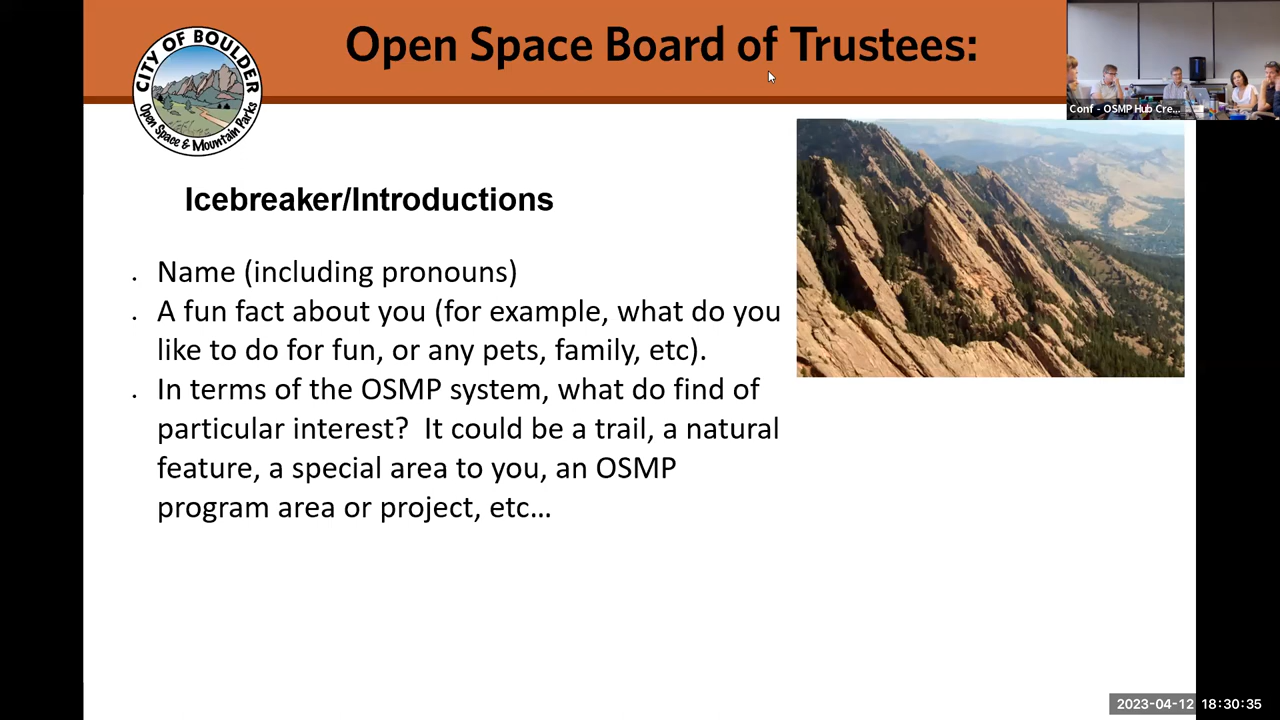 Open Space Board of Trustees:
CITY OF BOULDER
Open Space & Mountain Parks
Conf - OSMP Hub Cre...
Icebreaker/Introductions
. Name (including pronouns)
. A fun fact about you (for example, what do you
like to do for fun, or any pets, family, etc).
. In terms of the OSMP system, what do find of
particular interest? It could be a trail, a natural
feature, a special area to you, an OSMP
program area or project, etc...
2023-04-12 18:30:35